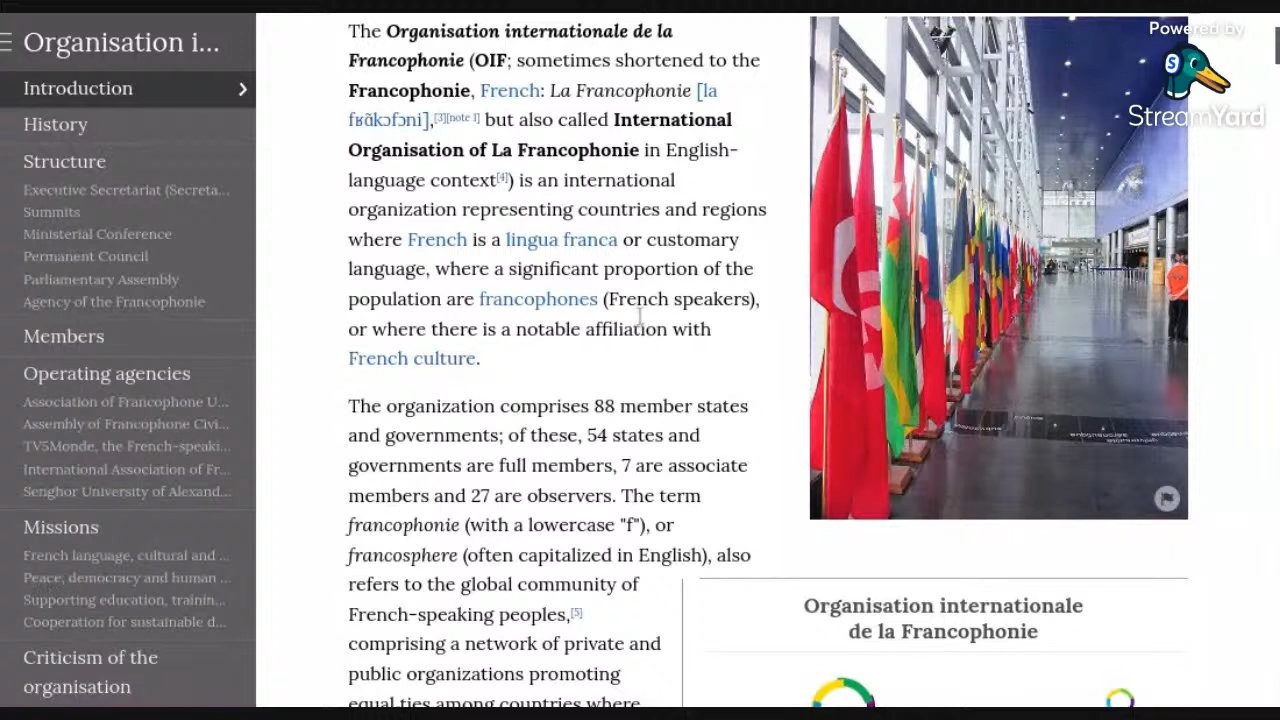 Organisation i...
Introduction
History
Structure
Executive Secretariat (Secreta...
Summits
Ministerial Conference
Permanent Council
Parliamentary Assembly
Agency of the Francophonie
Members
Operating agencies
Association of Francophone U...
Assembly of Francophone Civi...
TV5Monde, the French-speaki...
International Association of Fr...
Senghor University of Alexand...
Missions
French language, cultural and ...
Peace, democracy and human ...
Supporting education, trainin...
Cooperation for sustainable d...
Criticism of the
organisation
The Organisation internationale de la
Francophonie (OIF; sometimes shortened to the
Francophonie, French: La Francophonie [la
fʁɑ̃kɔfɔni],[3][note 1] but also called International
Organisation of La Francophonie in English-
language context[4]) is an international
organization representing countries and regions
where French is a lingua franca or customary
language, where a significant proportion of the
population are francophones (French speakers),
or where there is a notable affiliation with
French culture.
The organization comprises 88 member states
and governments; of these, 54 states and
governments are full members, 7 are associate
members and 27 are observers. The term
francophonie (with a lowercase "f"), or
francosphere (often capitalized in English), also
refers to the global community of
French-speaking peoples,[5]
comprising a network of private and
public organizations promoting
equal ties among countries where
Powered by
S
StreamYard
Organisation internationale
de la Francophonie